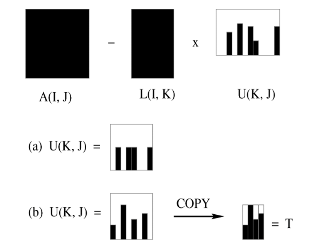 − x
A(I, J) L(I, K) U(K, J)
(a) U(K, J) =
COPY
(b) U(K, J) = = T